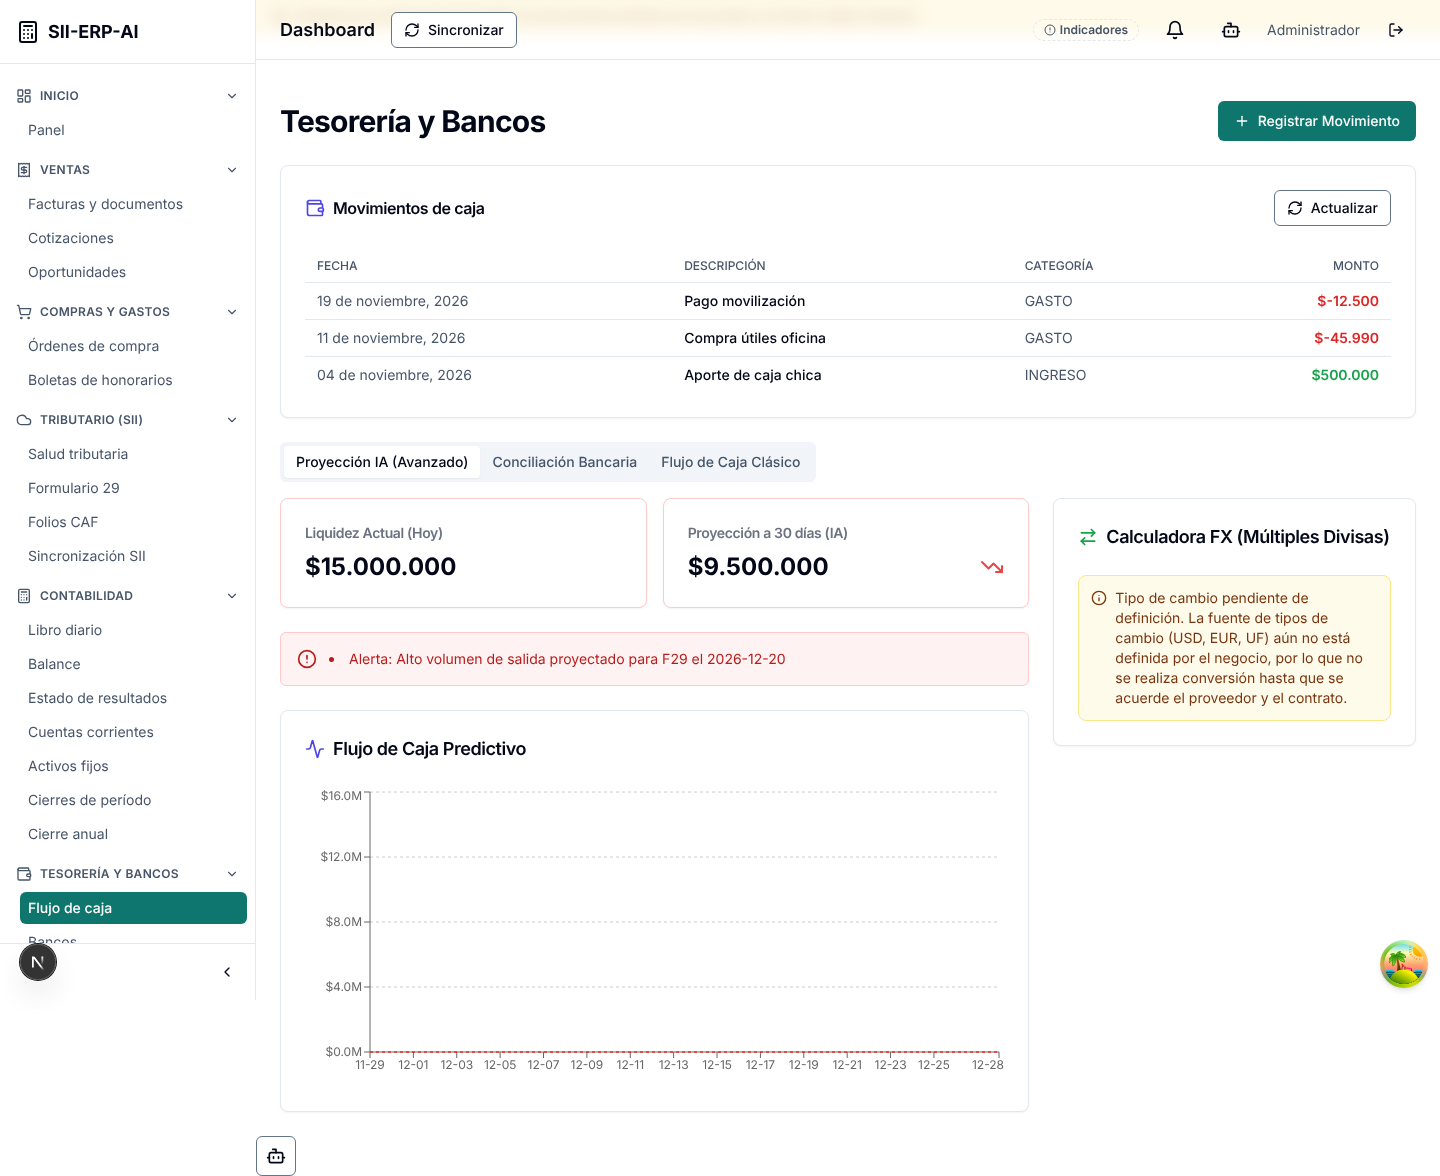 SII-ERP-AI
Dashboard
Sincronizar
Indicadores
Administrador
INICIO
Panel
VENTAS
Facturas y documentos
Cotizaciones
Oportunidades
COMPRAS Y GASTOS
Órdenes de compra
Boletas de honorarios
TRIBUTARIO (SII)
Salud tributaria
Formulario 29
Folios CAF
Sincronización SII
CONTABILIDAD
Libro diario
Balance
Estado de resultados
Cuentas corrientes
Activos fijos
Cierres de período
Cierre anual
TESORERÍA Y BANCOS
Flujo de caja
Bancos
N
Tesorería y Bancos
Registrar Movimiento
Movimientos de caja
Actualizar
FECHA DESCRIPCIÓN CATEGORÍA MONTO
19 de noviembre, 2026 Pago movilización GASTO $-12.500
11 de noviembre, 2026 Compra útiles oficina GASTO $-45.990
04 de noviembre, 2026 Aporte de caja chica INGRESO $500.000
Proyección IA (Avanzado) Conciliación Bancaria Flujo de Caja Clásico
Liquidez Actual (Hoy)
$15.000.000
Proyección a 30 días (IA)
$9.500.000
• Alerta: Alto volumen de salida proyectado para F29 el 2026-12-20
Flujo de Caja Predictivo
$16.0M
$12.0M
$8.0M
$4.0M
$0.0M
11-29 12-01 12-03 12-05 12-07 12-09 12-11 12-13 12-15 12-17 12-19 12-21 12-23 12-25 12-28
Calculadora FX (Múltiples Divisas)
Tipo de cambio pendiente de
definición. La fuente de tipos de
cambio (USD, EUR, UF) aún no está
definida por el negocio, por lo que no
se realiza conversión hasta que se
acuerde el proveedor y el contrato.